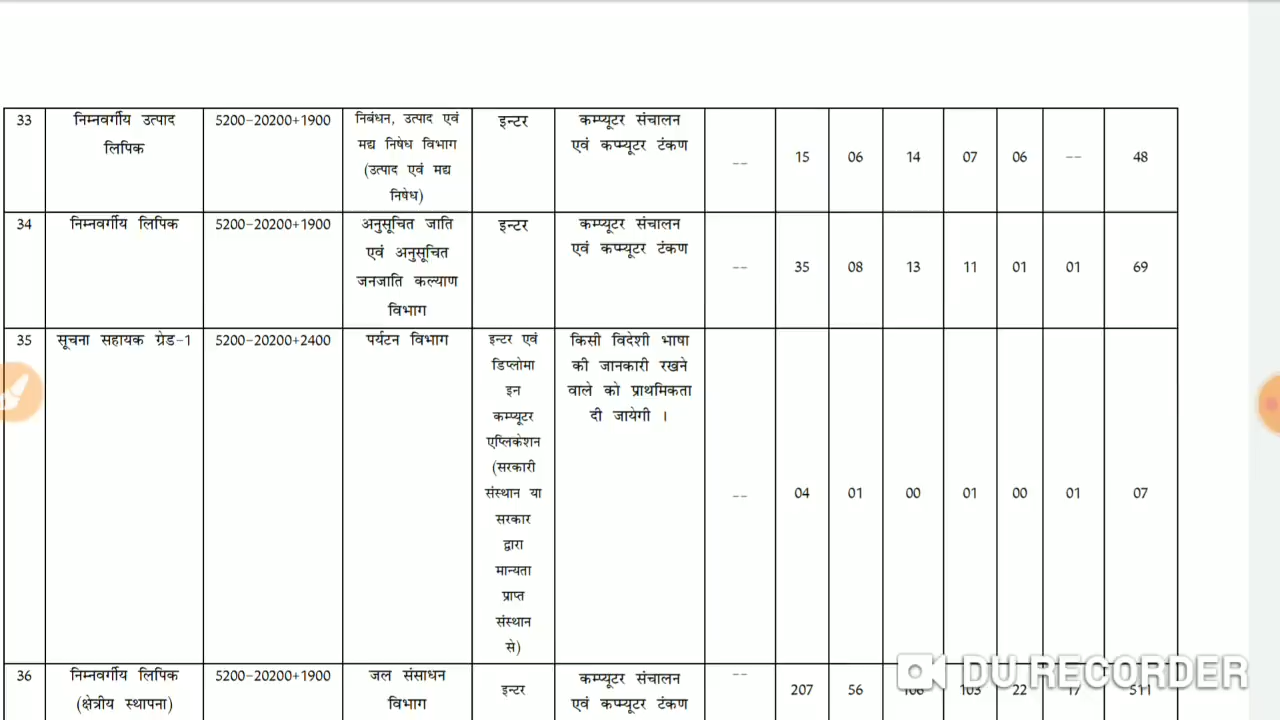 33 निम्नवर्गीय उत्पाद 5200-20200+1900 निबंधन, उत्पाद एवं इन्टर कम्प्यूटर संचालन
लिपिक मद्य निषेध विभाग एवं कम्प्यूटर टंकण
-- 15 06 14 07 06 -- 48
(उत्पाद एवं मद्य
निषेध)
34 निम्नवर्गीय लिपिक 5200-20200+1900 अनुसूचित जाति इन्टर कम्प्यूटर संचालन
एवं अनुसूचित एवं कम्प्यूटर टंकण
-- 35 08 13 11 01 01 69
जनजाति कल्याण
विभाग
35 सूचना सहायक ग्रेड-1 5200-20200+2400 पर्यटन विभाग इन्टर एवं किसी विदेशी भाषा
डिप्लोमा की जानकारी रखने
इन वाले को प्राथमिकता
कम्प्यूटर दी जायेगी ।
एप्लिकेशन
(सरकारी
संस्थान या -- 04 01 00 01 00 01 07
सरकार
द्वारा
मान्यता
प्राप्त
संस्थान
से)
36 निम्नवर्गीय लिपिक 5200-20200+1900 जल संसाधन इन्टर कम्प्यूटर संचालन -- 207 56 103 22 17 511
(क्षेत्रीय स्थापना) विभाग एवं कम्प्यूटर टंकण
DU RECORDER